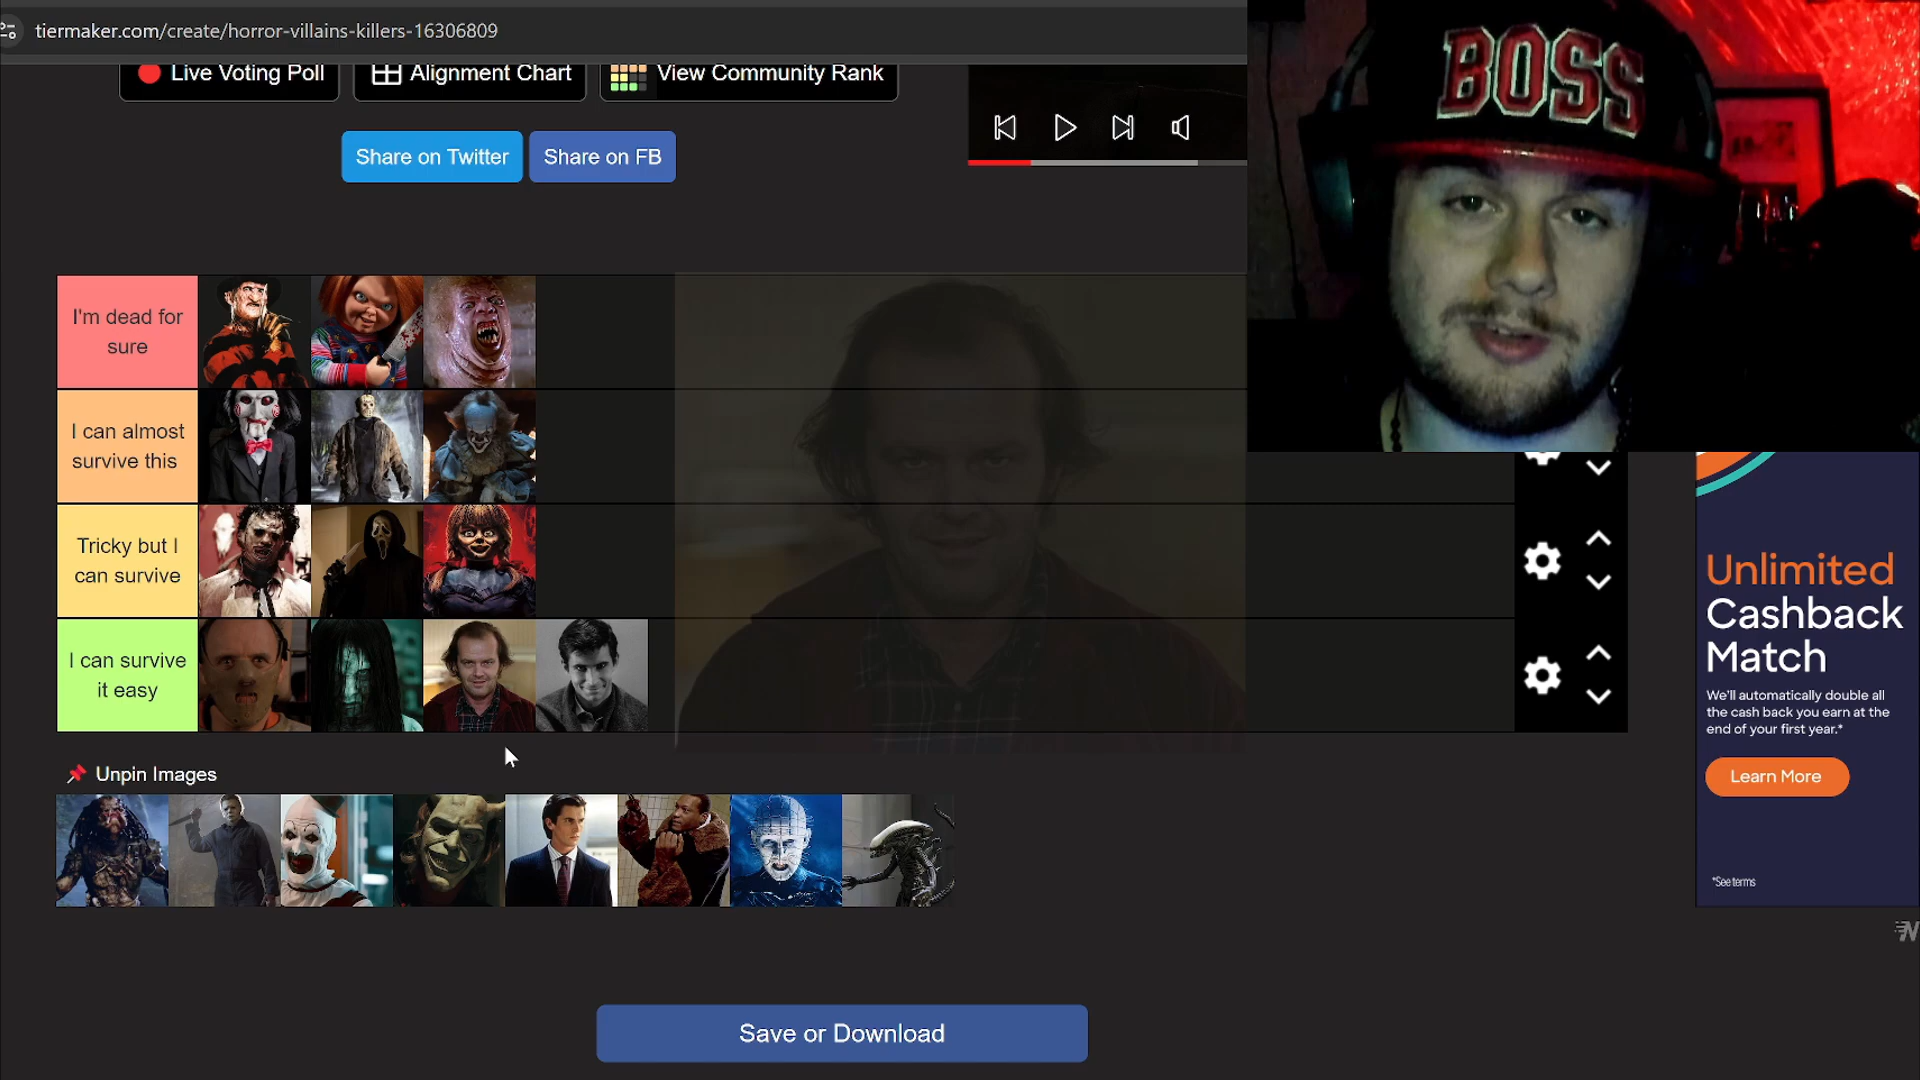 tiermaker.com/create/horror-villains-killers-16306809
Live Voting Poll
Alignment Chart
View Community Rank
BOSS
Share on Twitter
Share on FB
I'm dead for
sure
I can almost
survive this
Tricky but I
can survive
I can survive
it easy
Unpin Images
Unlimited
Cashback
Match
We'll automatically double all
the cash back you earn at the
end of your first year.*
Learn More
*See terms
N
Save or Download